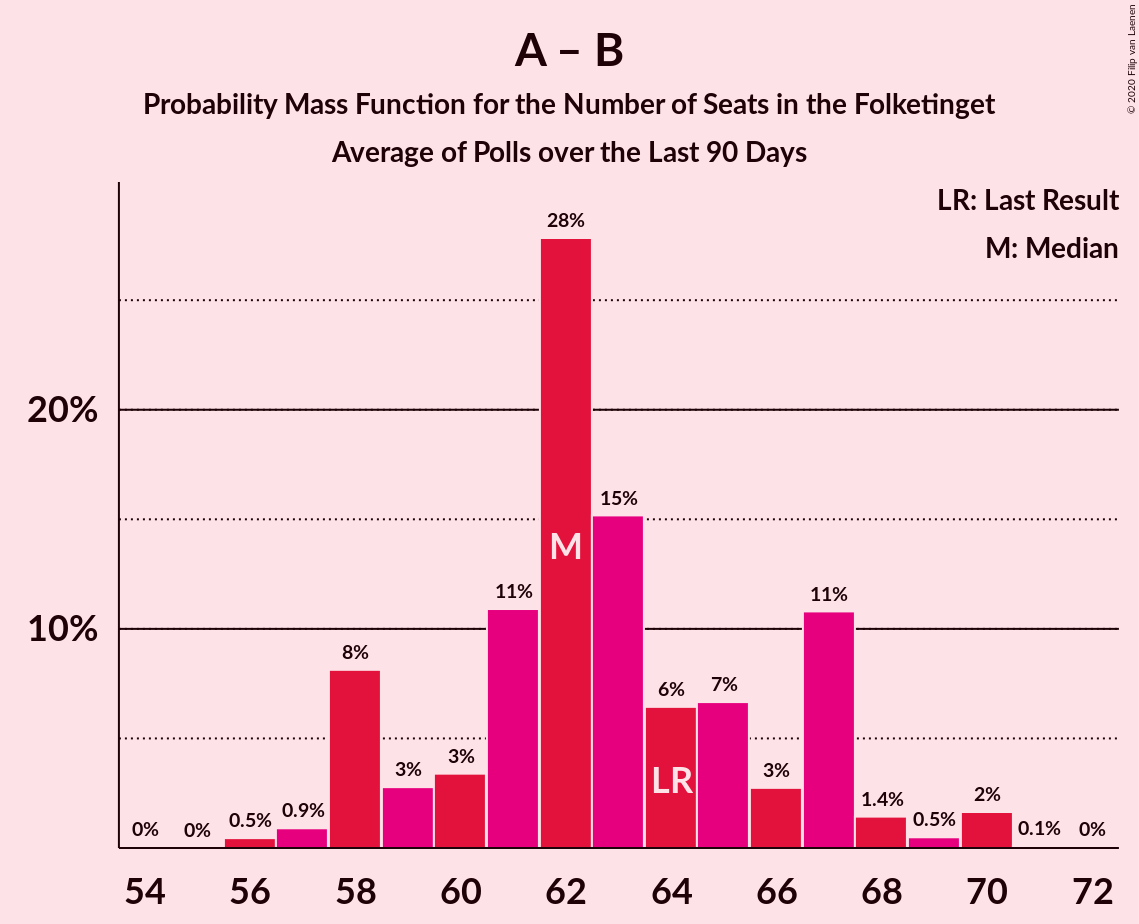 A – B
Probability Mass Function for the Number of Seats in the Folketinget
Average of Polls over the Last 90 Days
© 2020 Filip van Laenen
LR: Last Result
M: Median
20%
10%
0%
0%
0.5%
0.9%
8%
3%
3%
11%
28%
15%
6%
7%
3%
11%
1.4%
0.5%
2%
0.1%
0%
M
LR
54 56 58 60 62 64 66 68 70 72